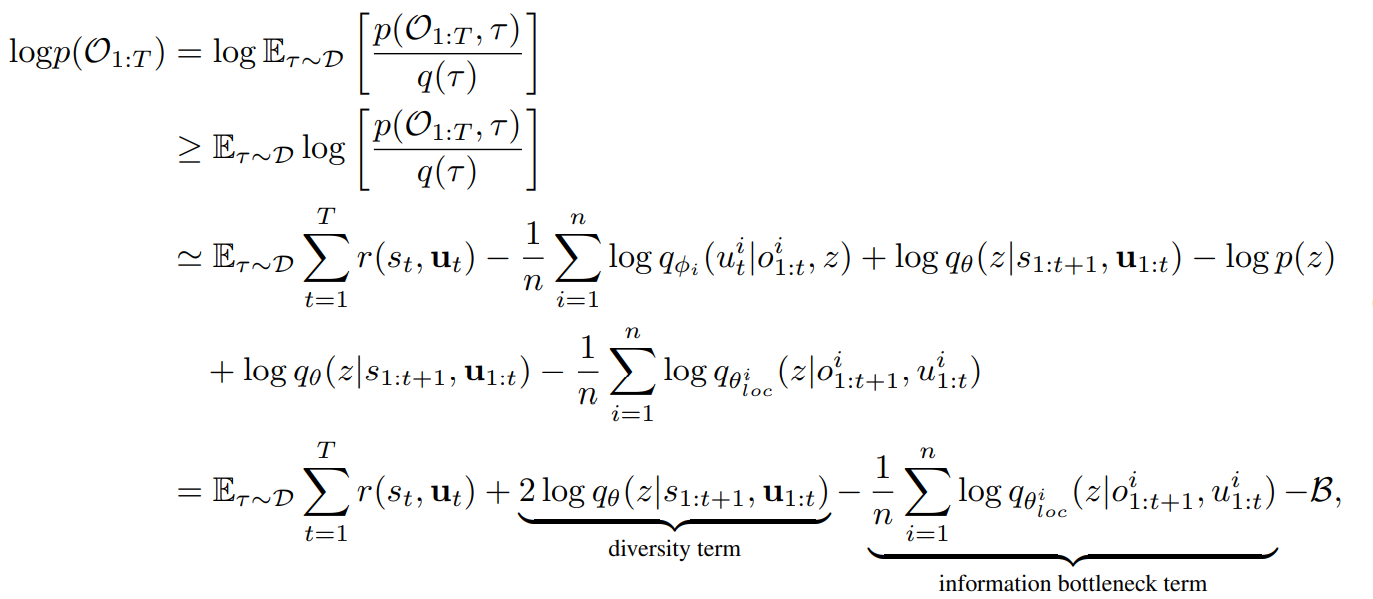 $\log p(\mathcal{O}_{1:T}) = \log \mathbb{E}_{\tau\sim\mathcal{D}} \left[ \frac{p(\mathcal{O}_{1:T}, \tau)}{q(\tau)} \right]$
$\geq \mathbb{E}_{\tau\sim\mathcal{D}} \log \left[ \frac{p(\mathcal{O}_{1:T}, \tau)}{q(\tau)} \right]$
$\simeq \mathbb{E}_{\tau\sim\mathcal{D}} \sum_{t=1}^{T} r(s_t, \mathbf{u}_t) - \frac{1}{n} \sum_{i=1}^{n} \log q_{\phi_i}(u_t^i | o_{1:t}^i, z) + \log q_\theta(z | s_{1:t+1}, \mathbf{u}_{1:t}) - \log p(z)$
$+ \log q_\theta(z | s_{1:t+1}, \mathbf{u}_{1:t}) - \frac{1}{n} \sum_{i=1}^{n} \log q_{\theta_{loc}^i}(z | o_{1:t+1}^i, u_{1:t}^i)$
$= \mathbb{E}_{\tau\sim\mathcal{D}} \sum_{t=1}^{T} r(s_t, \mathbf{u}_t) + \underbrace{2 \log q_\theta(z | s_{1:t+1}, \mathbf{u}_{1:t})}_{\text{diversity term}} - \underbrace{\frac{1}{n} \sum_{i=1}^{n} \log q_{\theta_{loc}^i}(z | o_{1:t+1}^i, u_{1:t}^i)}_{\text{information bottleneck term}} - \mathcal{B},$